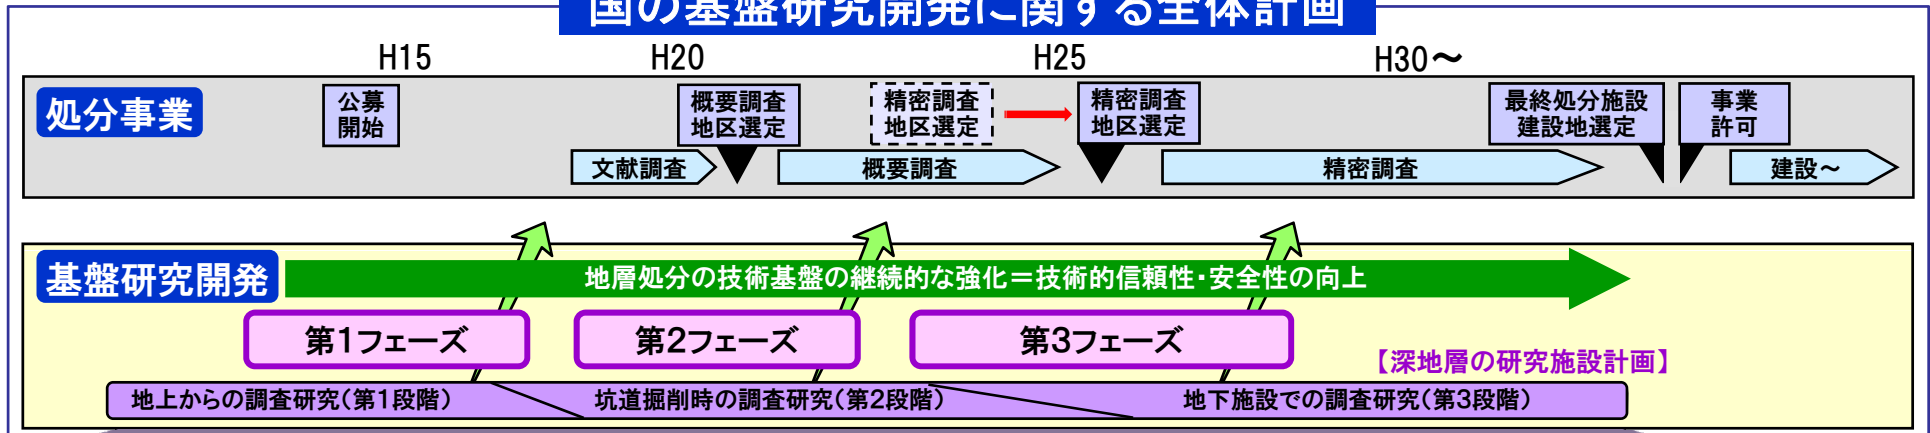 国の基盤研究開発に関する全体計画
H15
H20
H25
H30～
処分事業
公募
開始
概要調査
地区選定
精密調査
地区選定
精密調査
地区選定
最終処分施設
建設地選定
事業
許可
文献調査
概要調査
精密調査
建設～
基盤研究開発
地層処分の技術基盤の継続的な強化＝技術的信頼性・安全性の向上
第1フェーズ
第2フェーズ
第3フェーズ
【深地層の研究施設計画】
地上からの調査研究（第1段階）
坑道掘削時の調査研究（第2段階）
地下施設での調査研究（第3段階）